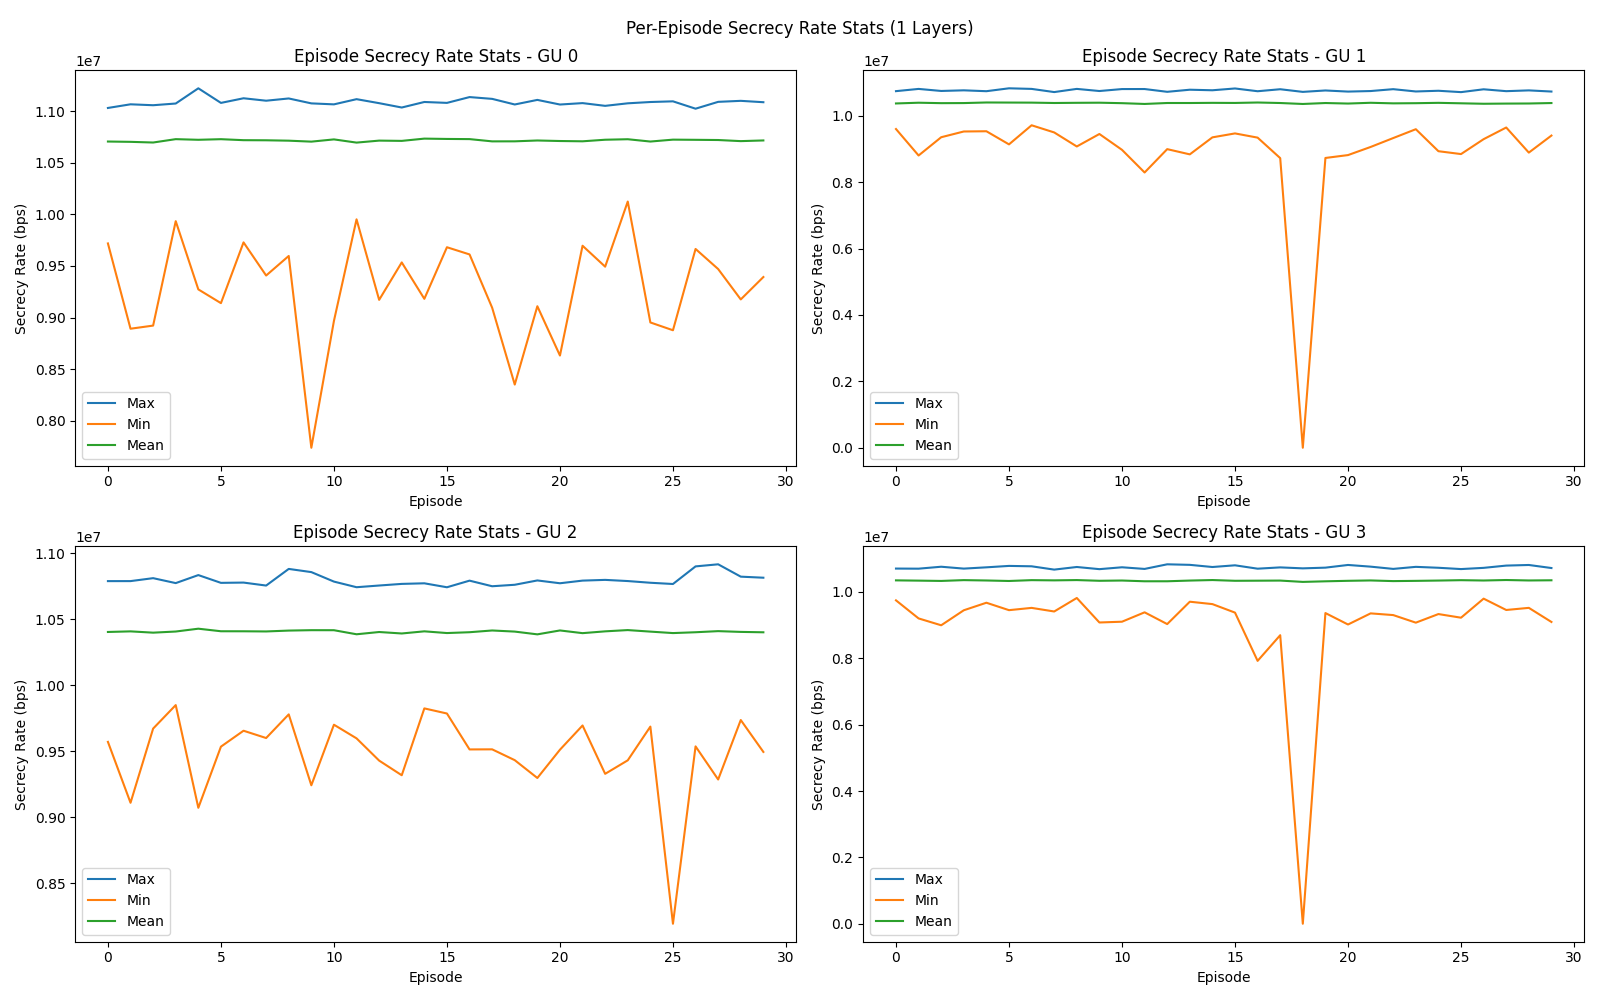 Per-Episode Secrecy Rate Stats (1 Layers)
Episode Secrecy Rate Stats - GU 0
1e7
1.10
1.05
1.00
0.95
0.90
0.85
0.80
Secrecy Rate (bps)
Max
Min
Mean
0 5 10 15 20 25 30
Episode
Episode Secrecy Rate Stats - GU 1
1e7
1.0
0.8
0.6
0.4
0.2
0.0
Secrecy Rate (bps)
Max
Min
Mean
0 5 10 15 20 25 30
Episode
Episode Secrecy Rate Stats - GU 2
1e7
1.10
1.05
1.00
0.95
0.90
0.85
Secrecy Rate (bps)
Max
Min
Mean
0 5 10 15 20 25 30
Episode
Episode Secrecy Rate Stats - GU 3
1e7
1.0
0.8
0.6
0.4
0.2
0.0
Secrecy Rate (bps)
Max
Min
Mean
0 5 10 15 20 25 30
Episode